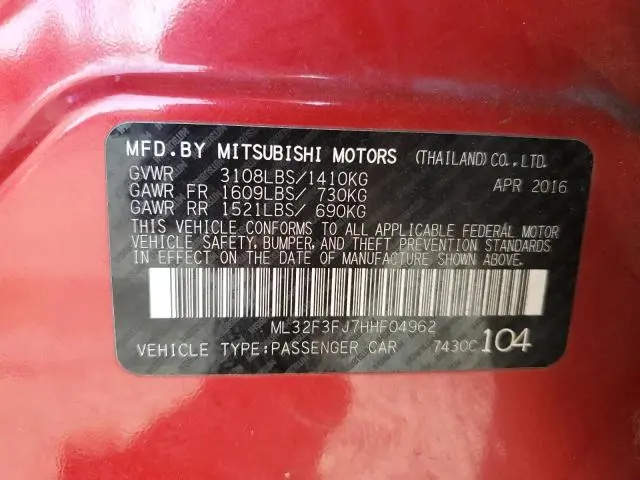 MFD.BY MITSUBISHI MOTORS (THAILAND)CO.,LTD.
GVWR 3108LBS/1410KG APR 2016
GAWR FR 1609LBS/ 730KG
GAWR RR 1521LBS/ 690KG
THIS VEHICLE CONFORMS TO ALL APPLICABLE FEDERAL MOTOR
VEHICLE SAFETY, BUMPER, AND THEFT PREVENTION STANDARDS
IN EFFECT ON THE DATE OF MANUFACTURE SHOWN ABOVE.
ML32F3FJ7HHF04962
VEHICLE TYPE:PASSENGER CAR 7430C 104